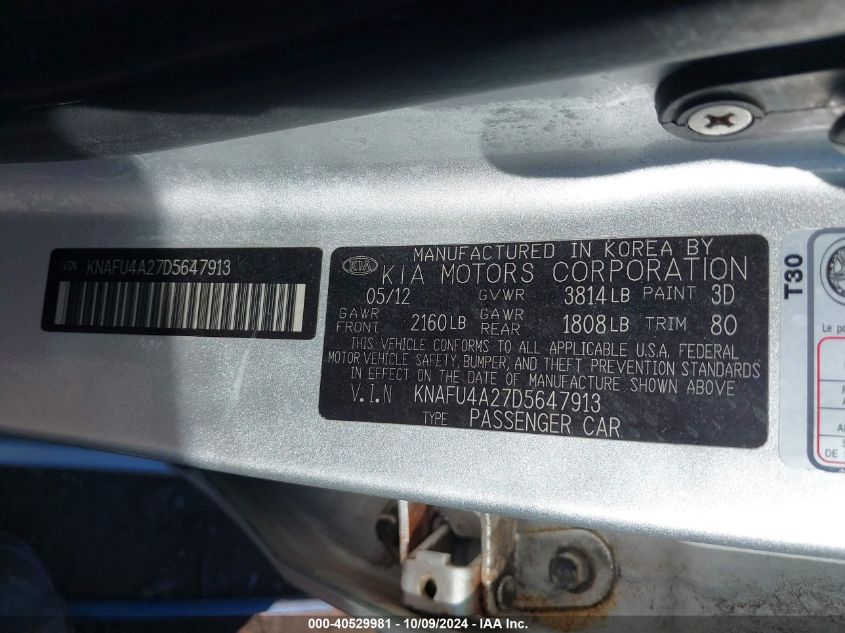 VIN KNAFU4A27D5647913
KIA
MANUFACTURED IN KOREA BY
KIA MOTORS CORPORATION
05/12 GVWR 3814 LB PAINT 3D
GAWR FRONT 2160 LB GAWR REAR 1808 LB TRIM 80
THIS VEHICLE CONFORMS TO ALL APPLICABLE U.S.A. FEDERAL
MOTOR VEHICLE SAFETY, BUMPER, AND THEFT PREVENTION STANDARDS
IN EFFECT ON THE DATE OF MANUFACTURE SHOWN ABOVE
V.I.N KNAFU4A27D5647913
TYPE PASSENGER CAR
T30
Le
DE
000-40529981 - 10/09/2024 - IAA Inc.